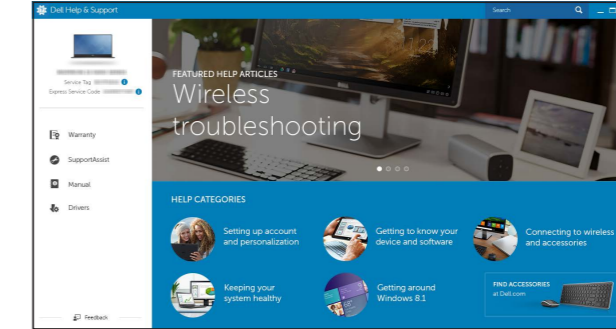 Dell Help & Support
Search
Service Tag
Express Service Code
Warranty
SupportAssist
Manual
Drivers
Feedback
FEATURED HELP ARTICLES
Wireless
troubleshooting
HELP CATEGORIES
Setting up account
and personalization
Getting to know your
device and software
Connecting to wireless
and accessories
Keeping your
system healthy
Getting around
Windows 8.1
FIND ACCESSORIES
at Dell.com